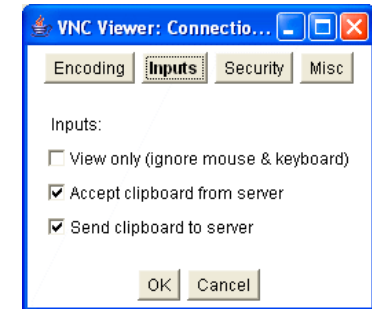 VNC Viewer: Connectio...
Encoding Inputs Security Misc
Inputs:
View only (ignore mouse & keyboard)
Accept clipboard from server
Send clipboard to server
OK Cancel